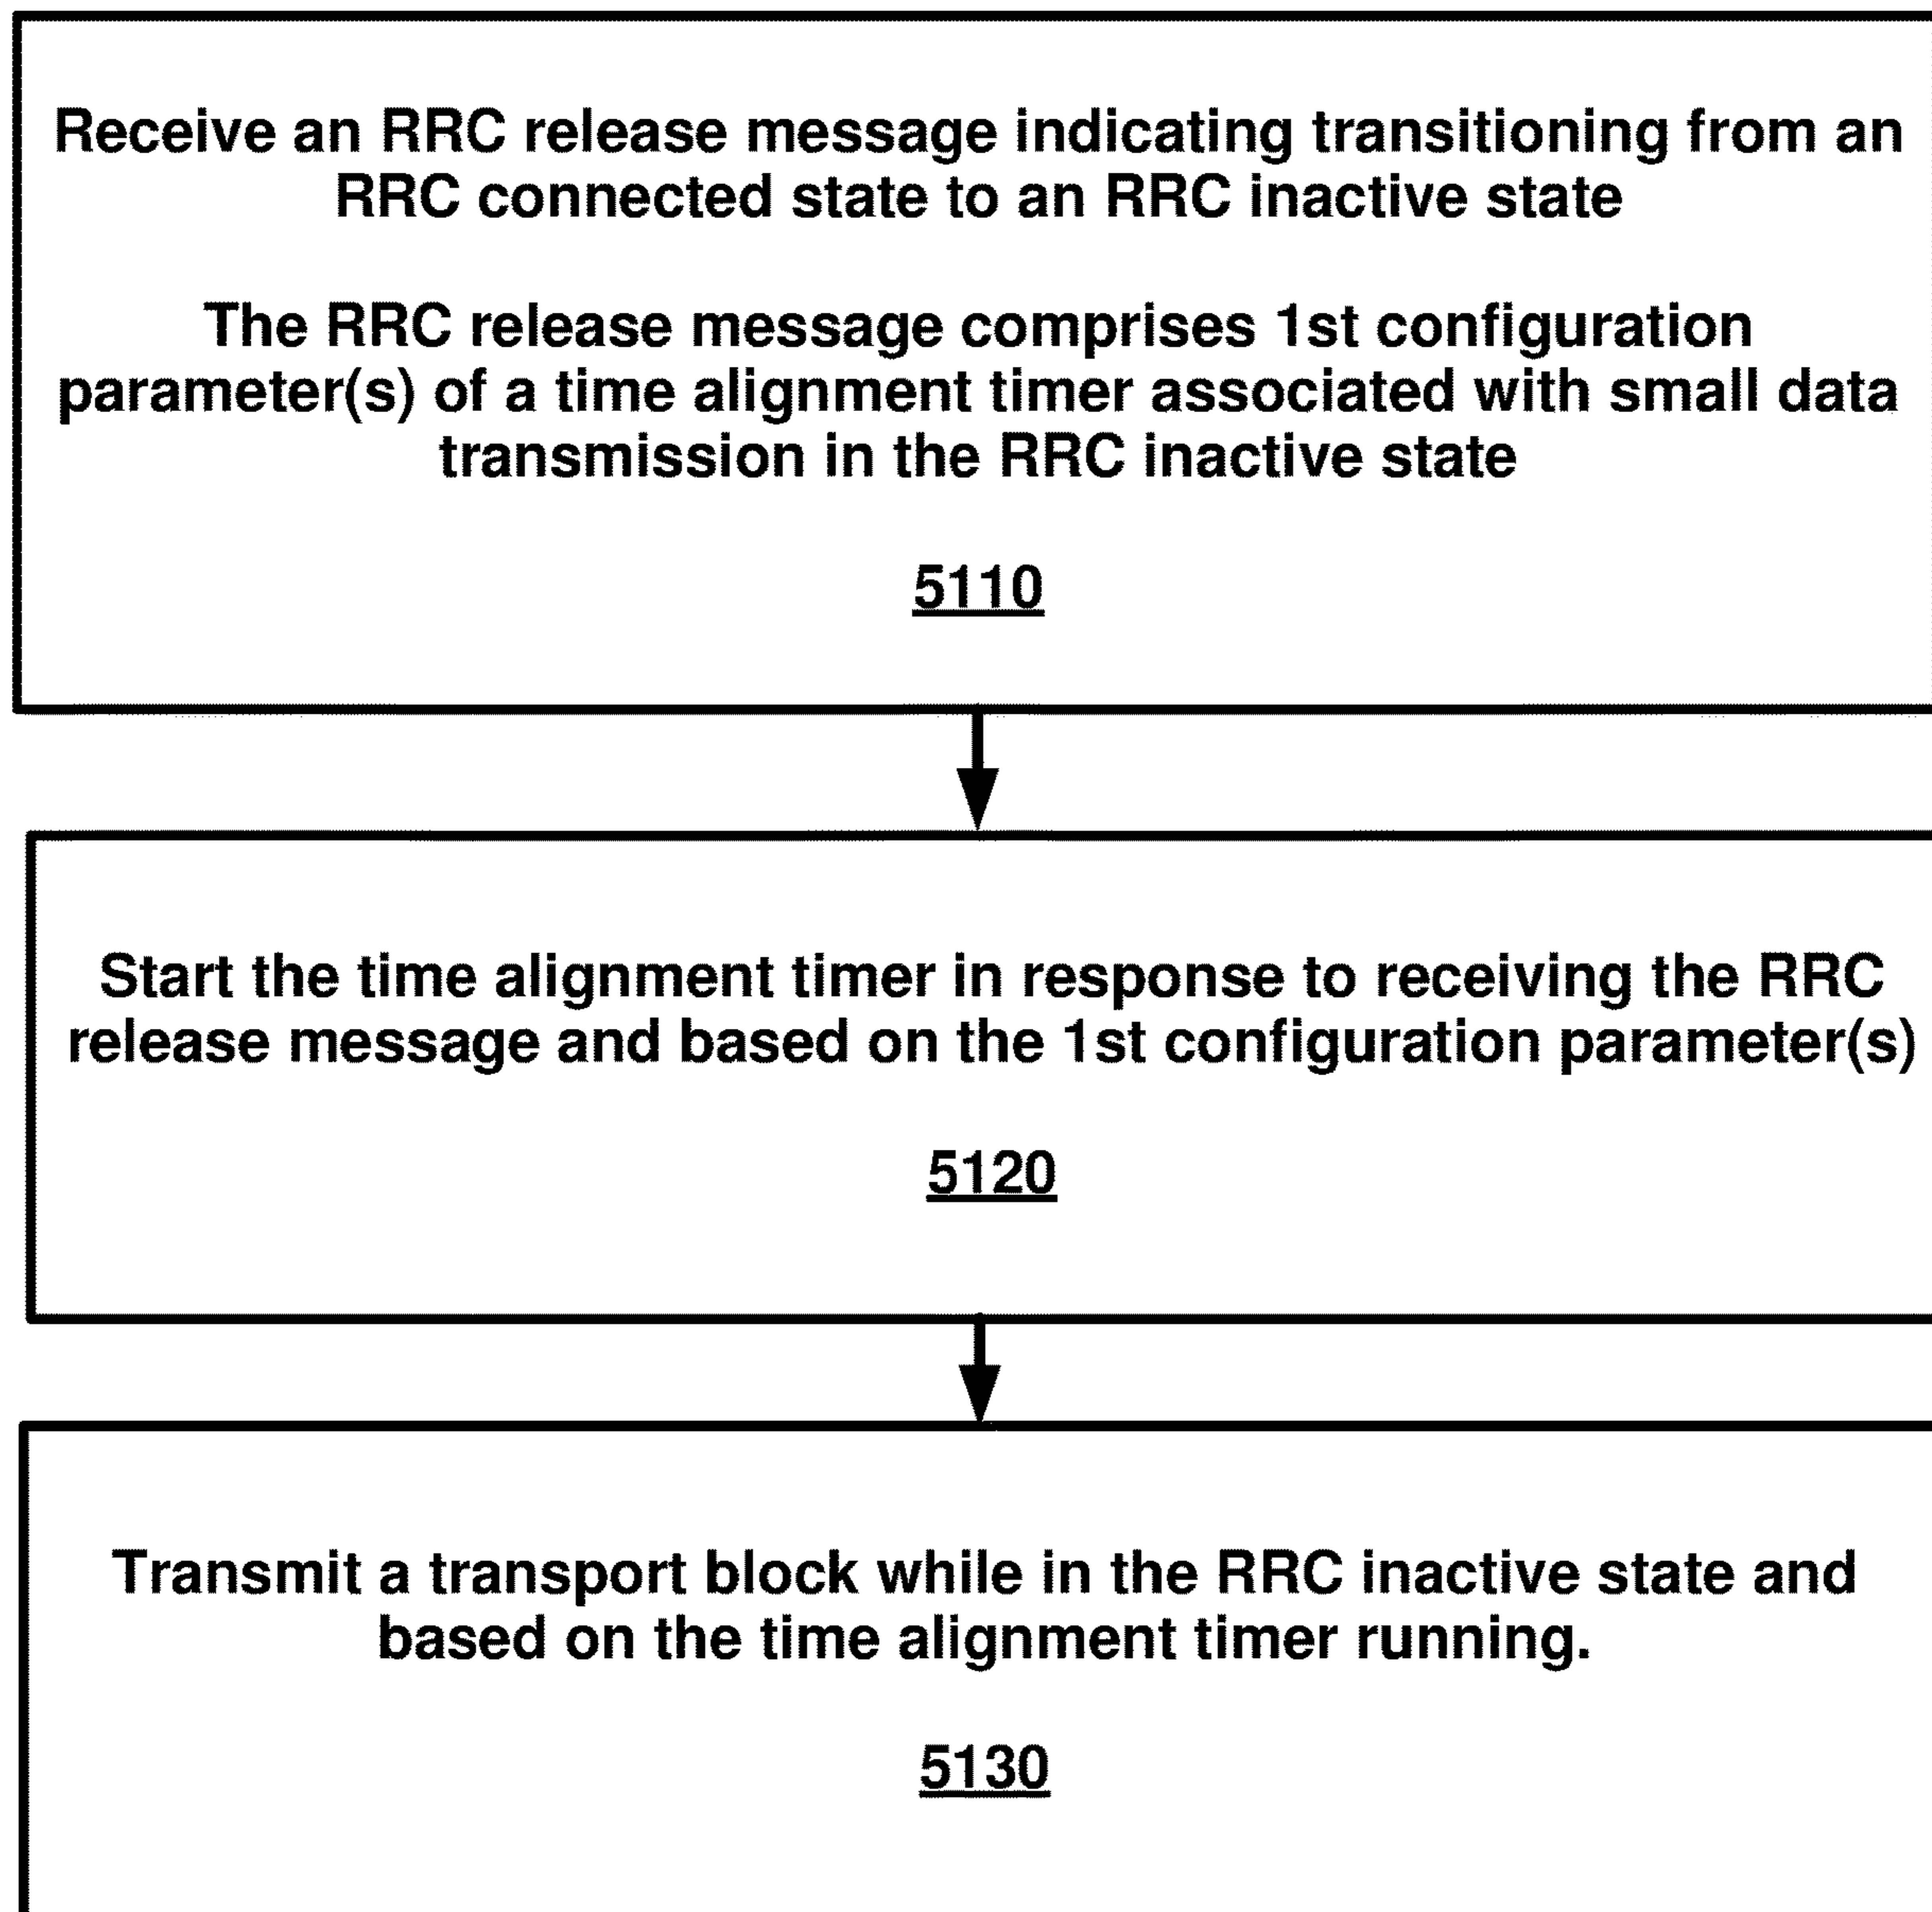 Receive an RRC release message indicating transitioning from an
RRC connected state to an RRC inactive state
The RRC release message comprises 1st configuration
parameter(s) of a time alignment timer associated with small data
transmission in the RRC inactive state
5110
Start the time alignment timer in response to receiving the RRC
release message and based on the 1st configuration parameter(s)
5120
Transmit a transport block while in the RRC inactive state and
based on the time alignment timer running.
5130